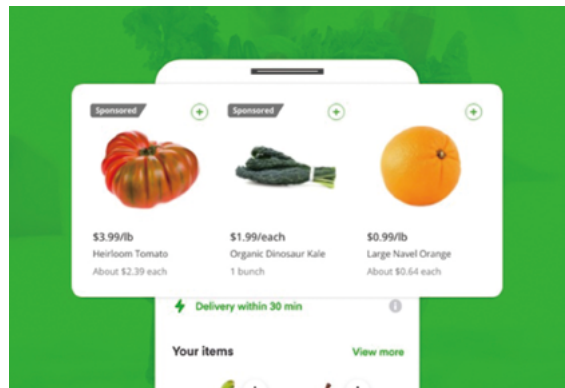 Sponsored
Sponsored
$3.99/lb
Heirloom Tomato
About $2.39 each
$1.99/each
Organic Dinosaur Kale
1 bunch
$0.99/lb
Large Navel Orange
About $0.64 each
Delivery within 30 min
Your items
View more